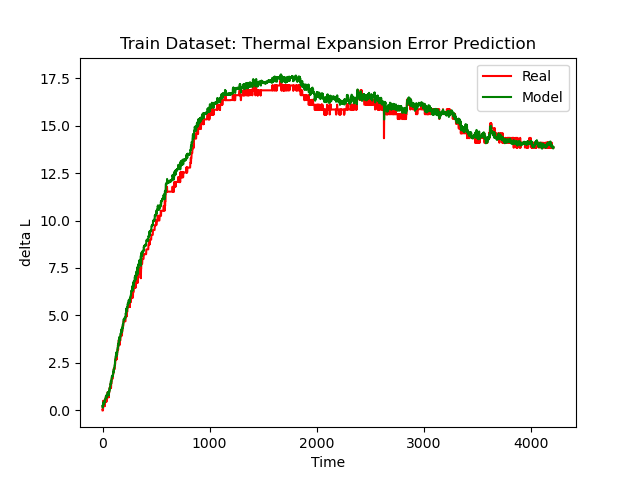 Train Dataset: Thermal Expansion Error Prediction
Real
Model
delta L
17.5
15.0
12.5
10.0
7.5
5.0
2.5
0.0
0 1000 2000 3000 4000
Time